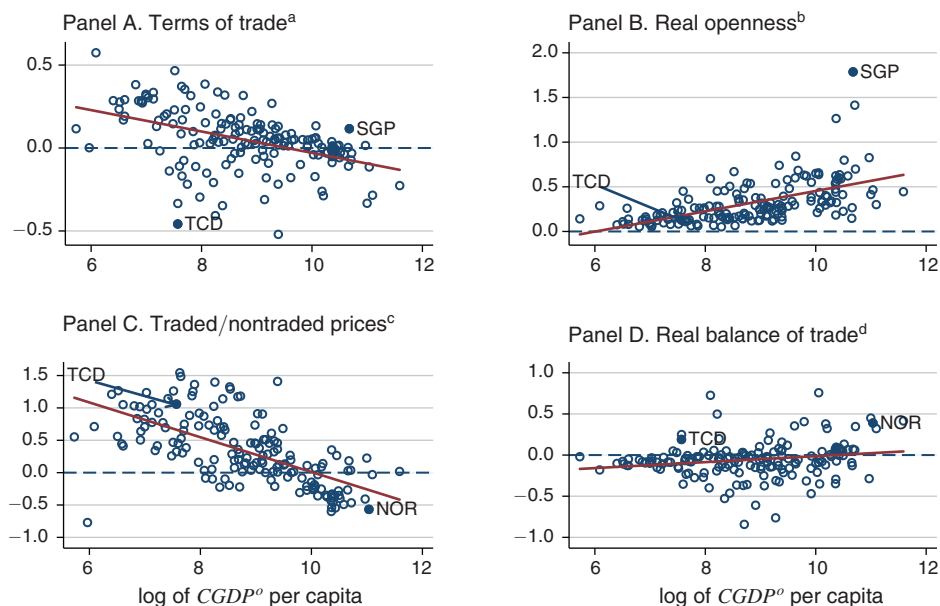 Panel A. Terms of tradeᵃ
0.5
0.0
−0.5
SGP
TCD
6 8 10 12
Panel B. Real opennessᵇ
2.0
1.5
1.0
0.5
0.0
SGP
TCD
6 8 10 12
Panel C. Traded/nontraded pricesᶜ
1.5
1.0
0.5
0.0
−0.5
−1.0
TCD
NOR
6 8 10 12
log of CGDPᵒ per capita
Panel D. Real balance of tradeᵈ
1.0
0.5
0.0
−0.5
−1.0
TCD
NOR
6 8 10 12
log of CGDPᵒ per capita